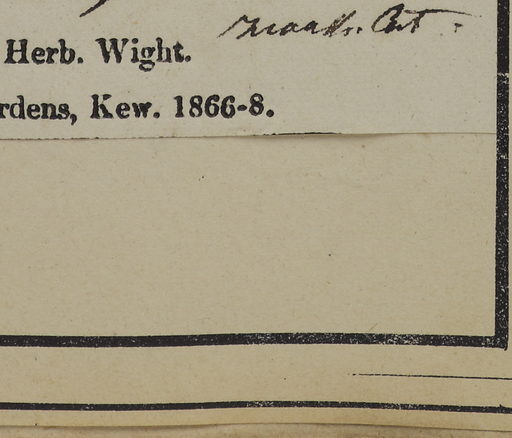 Herb. Wight.
rdens, Kew. 1866-8.